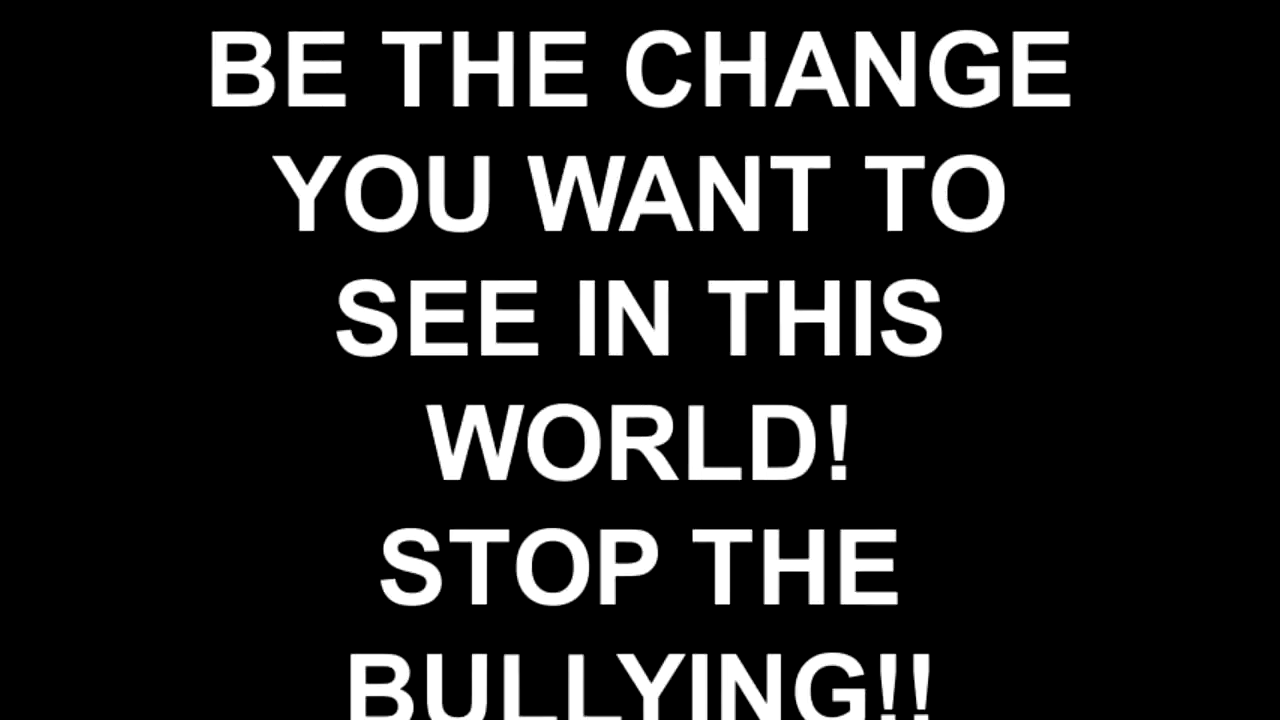 BE THE CHANGE
YOU WANT TO
SEE IN THIS
WORLD!
STOP THE
BULLYING!!